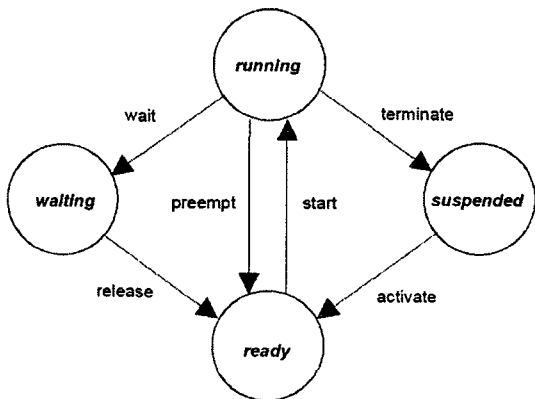 running
wait
terminate
waiting
preempt
start
suspended
release
activate
ready